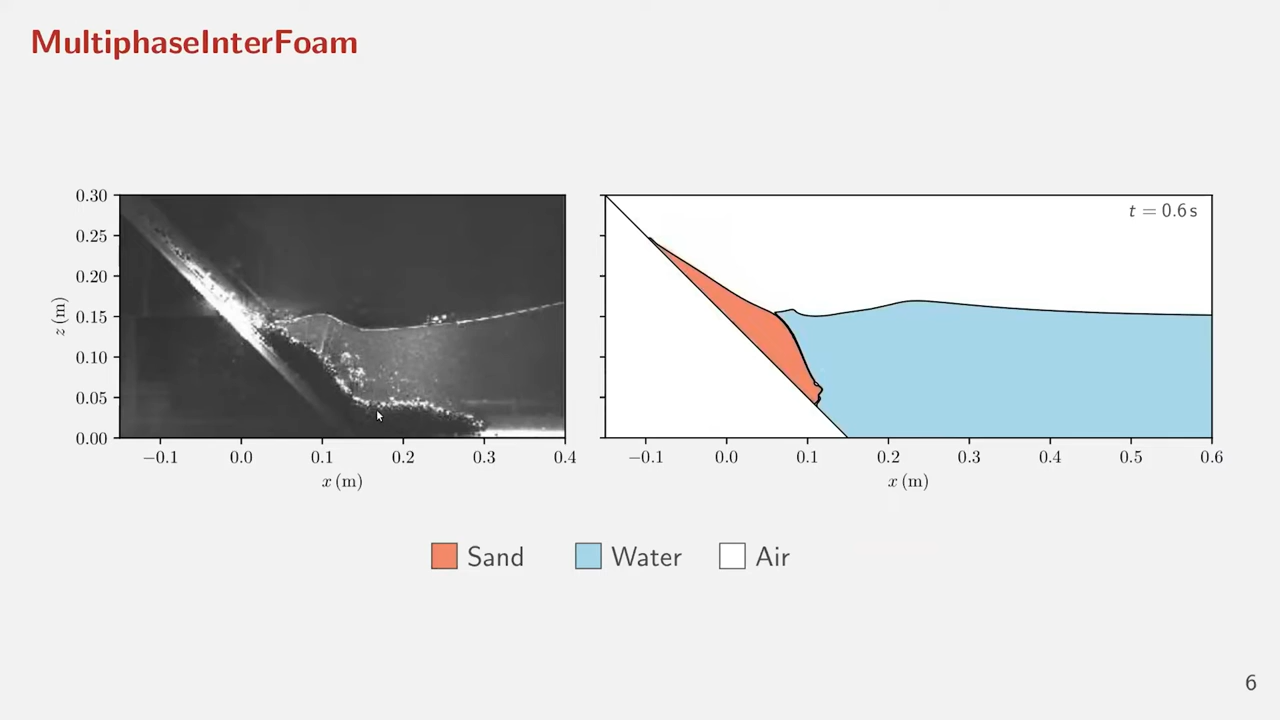 MultiphaseInterFoam
0.30
0.25
0.20
0.15
0.10
0.05
0.00
z (m)
−0.1 0.0 0.1 0.2 0.3 0.4
x (m)
t = 0.6 s
−0.1 0.0 0.1 0.2 0.3 0.4 0.5 0.6
x (m)
Sand Water Air
6